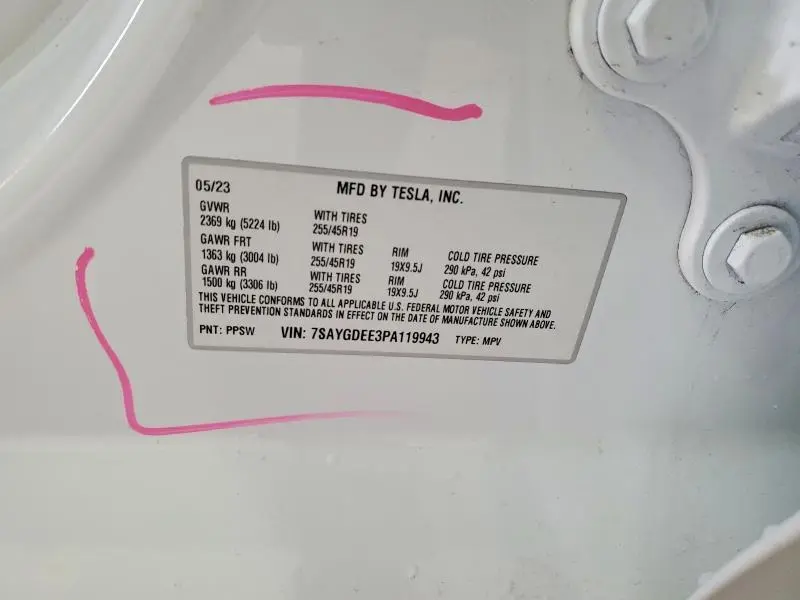 05/23 MFD BY TESLA, INC.
GVWR
2369 kg (5224 lb) WITH TIRES
255/45R19
GAWR FRT
1363 kg (3004 lb) WITH TIRES RIM COLD TIRE PRESSURE
255/45R19 19X9.5J 290 kPa, 42 psi
GAWR RR
1500 kg (3306 lb) WITH TIRES RIM COLD TIRE PRESSURE
255/45R19 19X9.5J 290 kPa, 42 psi
THIS VEHICLE CONFORMS TO ALL APPLICABLE U.S. FEDERAL MOTOR VEHICLE SAFETY AND
THEFT PREVENTION STANDARDS IN EFFECT ON THE DATE OF MANUFACTURE SHOWN ABOVE.
PNT: PPSW VIN: 7SAYGDEE3PA119943 TYPE: MPV